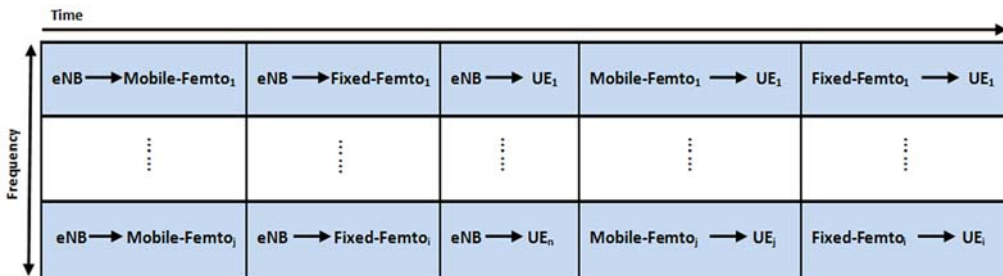 Time
Frequency
eNB → Mobile-Femto₁ eNB → Fixed-Femto₁ eNB → UE₁ Mobile-Femto₁ → UE₁ Fixed-Femto₁ → UE₁
eNB → Mobile-Femtoⱼ eNB → Fixed-Femtoᵢ eNB → UEₙ Mobile-Femtoⱼ → UEⱼ Fixed-Femtoᵢ → UEᵢ